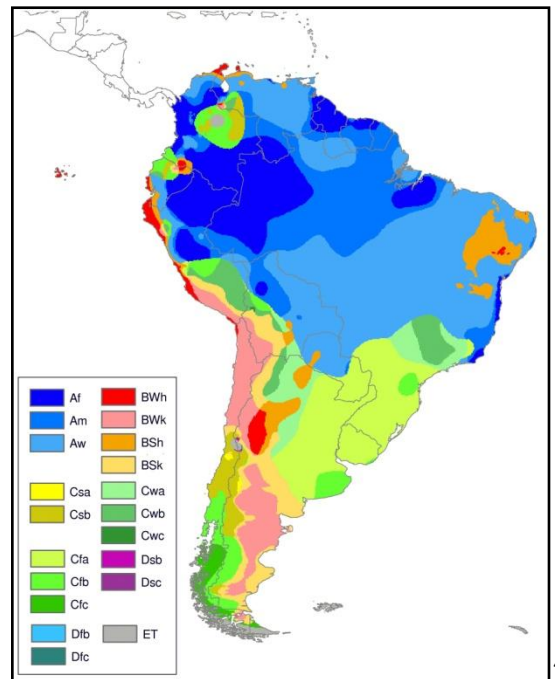 Af
Am
Aw
Csa
Csb
Cfa
Cfb
Cfc
Dfb
Dfc
BWh
BWk
BSh
BSk
Cwa
Cwb
Cwc
Dsb
Dsc
ET